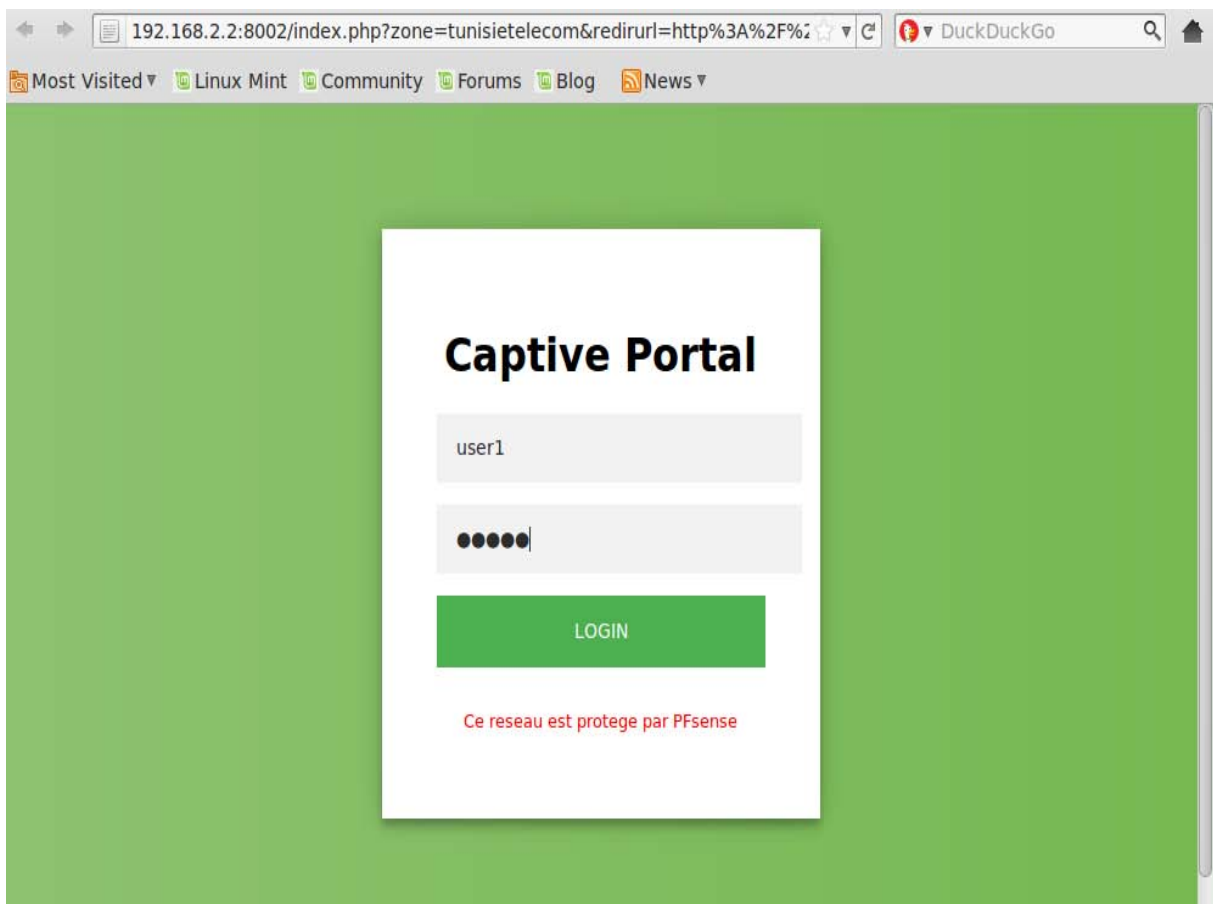 192.168.2.2:8002/index.php?zone=tunisietelecom&redirurl=http%3A%2F%2
DuckDuckGo
Most Visited Linux Mint Community Forums Blog News
Captive Portal
user1
LOGIN
Ce reseau est protege par PFsense